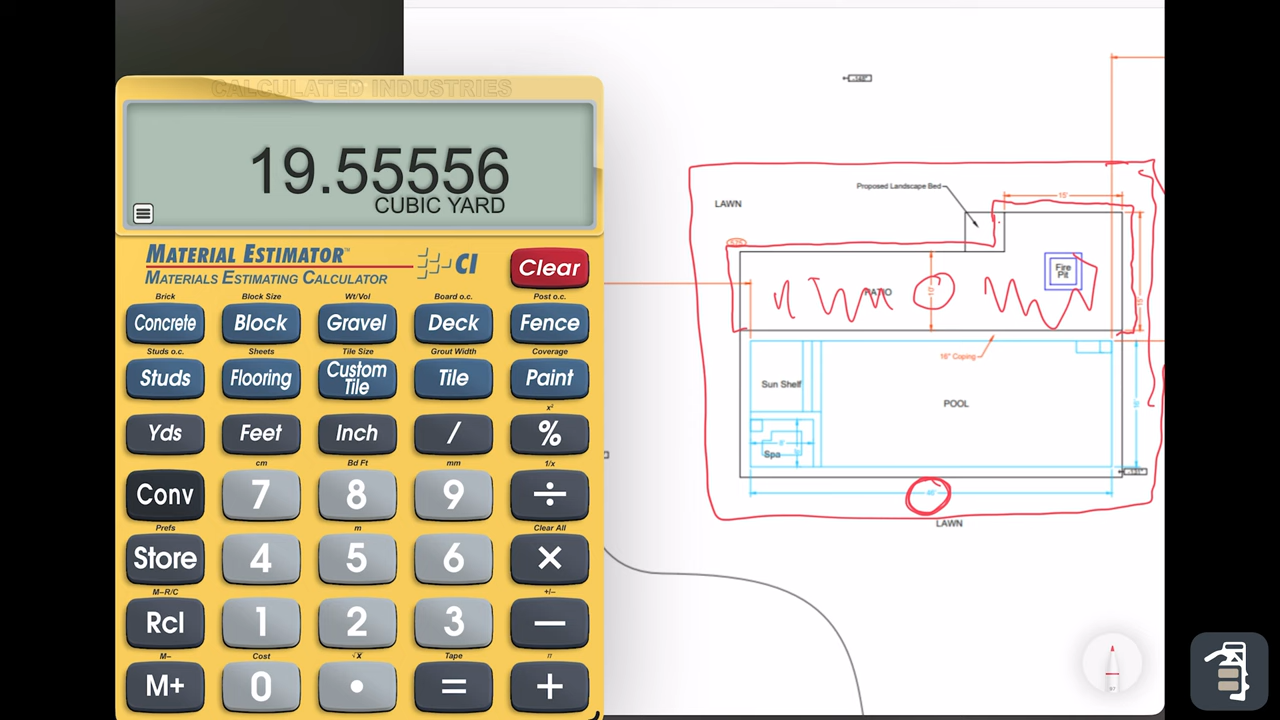 CALCULATED INDUSTRIES
19.55556
CUBIC YARD
MATERIAL ESTIMATOR™
MATERIALS ESTIMATING CALCULATOR
CI
Clear
Brick Block Size Wt/Vol Board o.c. Post o.c.
Concrete Block Gravel Deck Fence
Studs o.c. Sheets Tile Size Grout Width Coverage
Studs Flooring Custom Tile Tile Paint
x²
Yds Feet Inch / %
cm Bd Ft mm 1/x
Conv 7 8 9 ÷
Prefs m Clear All
Store 4 5 6 ×
M–R/C +/–
Rcl 1 2 3 —
M– Cost √x Tape π
M+ 0 • = +
Proposed Landscape Bed
LAWN
15'
Fire
Pit
PATIO
10'
15'
16" Coping
Sun Shelf
POOL
16'
Spa
LAWN